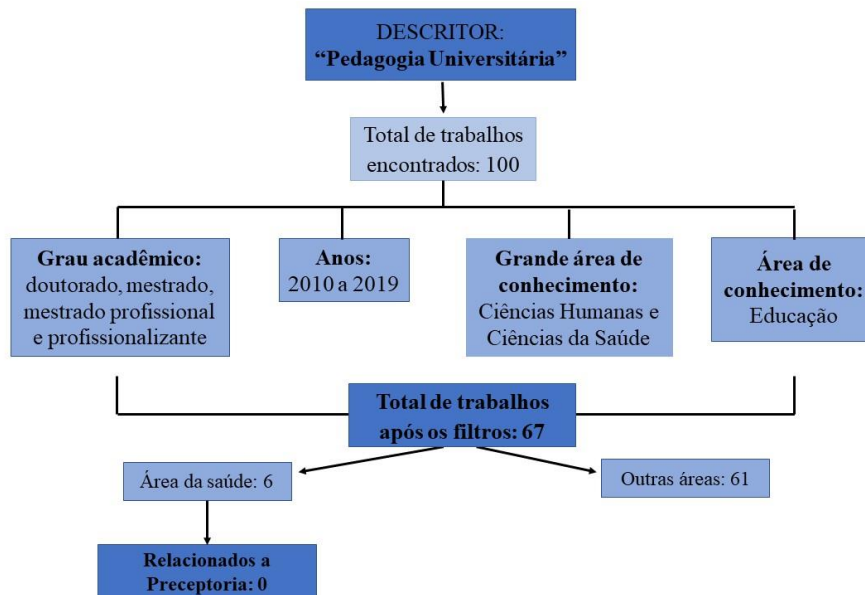 DESCRITOR:
“Pedagogia Universitária”
Total de trabalhos
encontrados: 100
Grau acadêmico:
doutorado, mestrado,
mestrado profissional
e profissionalizante
Anos:
2010 a 2019
Grande área de
conhecimento:
Ciências Humanas e
Ciências da Saúde
Área de
conhecimento:
Educação
Total de trabalhos
após os filtros: 67
Área da saúde: 6
Outras áreas: 61
Relacionados a
Preceptoria: 0